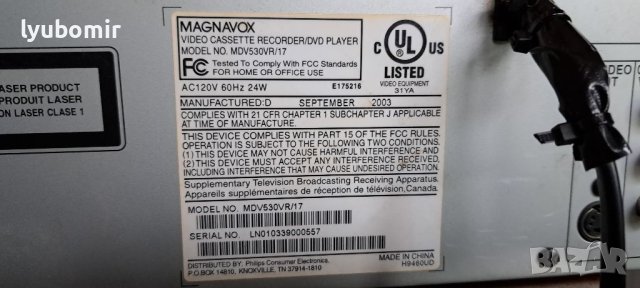 lyubomir
MAGNAVOX
VIDEO CASSETTE RECORDER/DVD PLAYER
MODEL NO. MDV530VR/17
FC Tested To Comply With FCC Standards
FOR HOME OR OFFICE USE
AC120V 60Hz 24W E175216
C UL US
LISTED
VIDEO EQUIPMENT
31YA
MANUFACTURED:D SEPTEMBER 2003
COMPLIES WITH 21 CFR CHAPTER 1 SUBCHAPTER J APPLICABLE
AT TIME OF MANUFACTURE.
THIS DEVICE COMPLIES WITH PART 15 OF THE FCC RULES.
OPERATION IS SUBJECT TO THE FOLLOWING TWO CONDITIONS.
(1) THIS DEVICE MAY NOT CAUSE HARMFUL INTERFERENCE AND
(2) THIS DEVICE MUST ACCEPT ANY INTERFERENCE RECEIVED,
INCLUDING INTERFERENCE THAT MAY CAUSE UNDESIRED OPERATION.
Supplementary Television Broadcasting Receiving Apparatus.
Appareils supplémentaires de réception de télévision,Canada.
MODEL NO. MDV530VR/17
SERIAL NO. LN010339000557
DISTRIBUTED BY: Philips Consumer Electronics.
P.O.BOX 14810, KNOXVILLE, TN 37914-1810
MADE IN CHINA
H9460UD
LASER PRODUCT
PRODUIT LASER
ON LASER CLASE 1
BAZAR